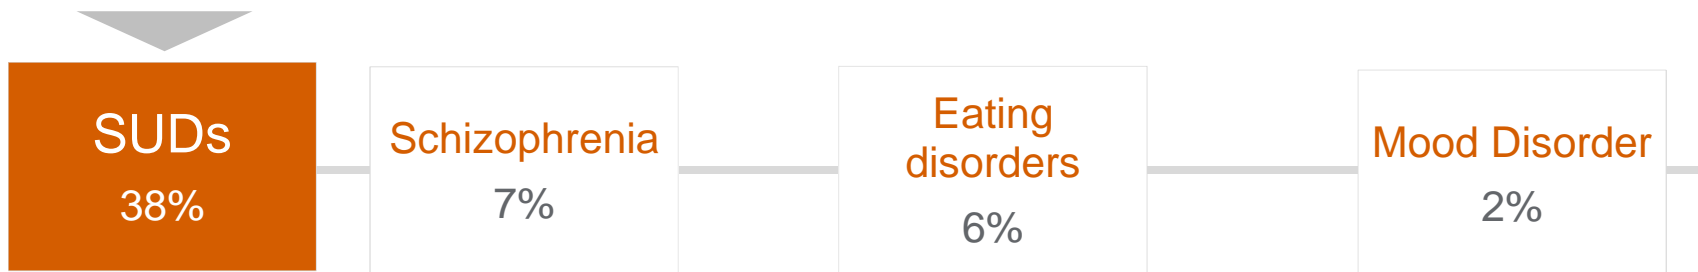 SUDs
38%
Schizophrenia
7%
Eating
disorders
6%
Mood Disorder
2%